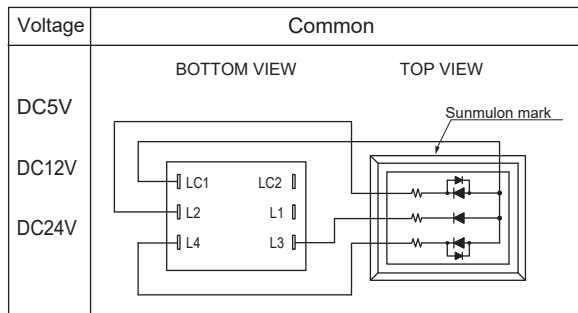 Voltage Common
BOTTOM VIEW TOP VIEW
DC5V
Sunmulon mark
DC12V
LC1 LC2
L2 L1
DC24V
L4 L3